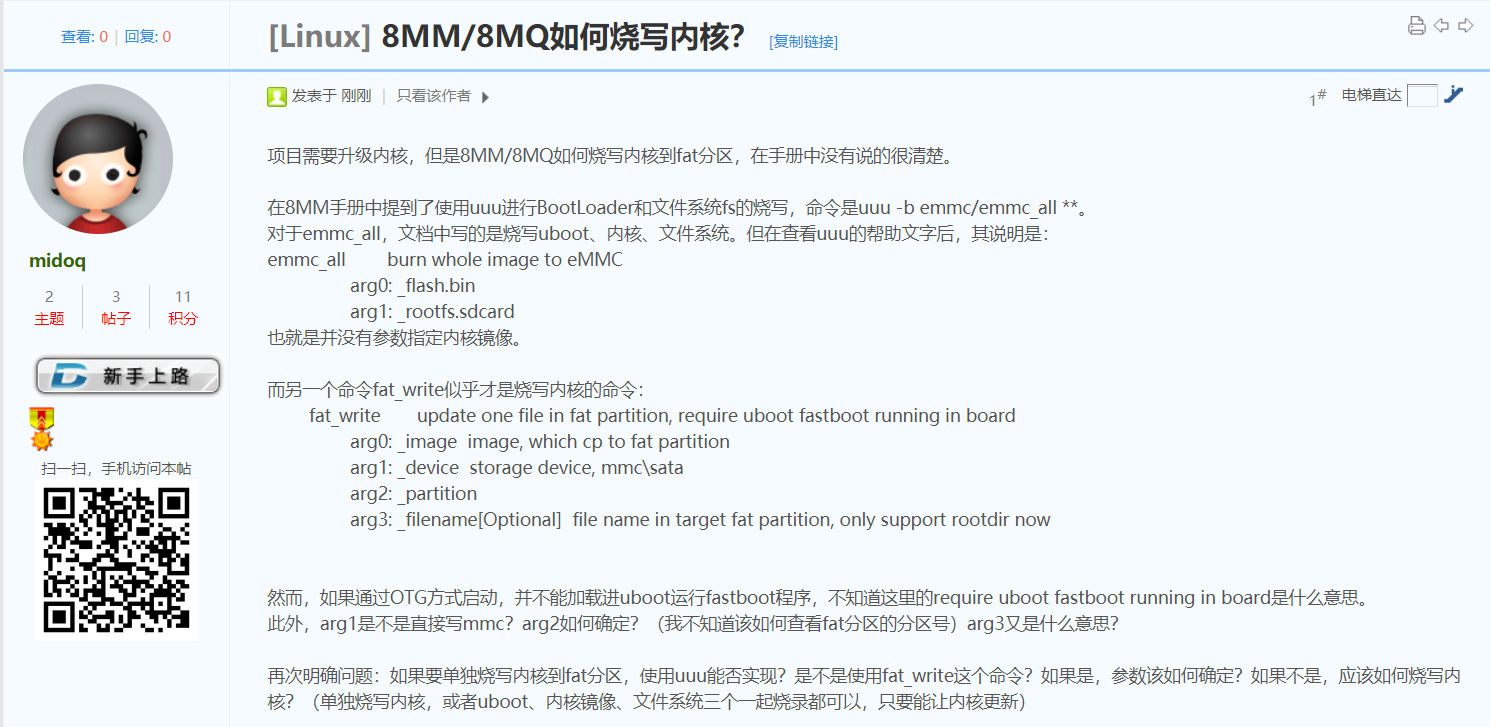 查看: 0 | 回复: 0
[Linux] 8MM/8MQ如何烧写内核？ [复制链接]
midoq
2 3 11
主题 帖子 积分
新手上路
扫一扫，手机访问本帖
发表于 刚刚 | 只看该作者
1# 电梯直达
项目需要升级内核，但是8MM/8MQ如何烧写内核到fat分区，在手册中没有说的很清楚。
在8MM手册中提到了使用uuu进行BootLoader和文件系统fs的烧写，命令是uuu -b emmc/emmc_all **。
对于emmc_all，文档中写的是烧写uboot、内核、文件系统。但在查看uuu的帮助文字后，其说明是：
emmc_all burn whole image to eMMC
arg0: _flash.bin
arg1: _rootfs.sdcard
也就是并没有参数指定内核镜像。
而另一个命令fat_write似乎才是烧写内核的命令：
fat_write update one file in fat partition, require uboot fastboot running in board
arg0: _image image, which cp to fat partition
arg1: _device storage device, mmc\sata
arg2: _partition
arg3: _filename[Optional] file name in target fat partition, only support rootdir now
然而，如果通过OTG方式启动，并不能加载进uboot运行fastboot程序，不知道这里的require uboot fastboot running in board是什么意思。
此外，arg1是不是直接写mmc？arg2如何确定？（我不知道该如何查看fat分区的分区号）arg3又是什么意思？
再次明确问题：如果要单独烧写内核到fat分区，使用uuu能否实现？是不是使用fat_write这个命令？如果是，参数该如何确定？如果不是，应该如何烧写内
核？（单独烧写内核，或者uboot、内核镜像、文件系统三个一起烧录都可以，只要能让内核更新）